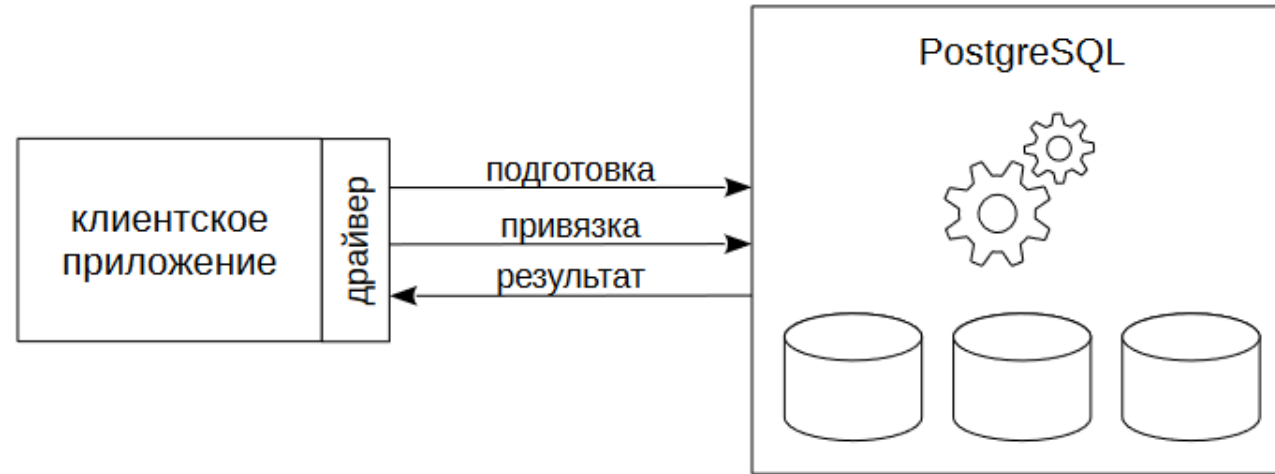 PostgreSQL
клиентское
приложение
драйвер
подготовка
привязка
результат